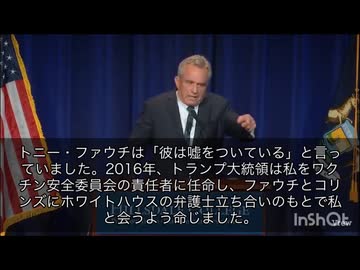 トニー・ファウチは「彼は嘘をついている」と言っ
ていました。2016年、トランプ大統領は私をワク
チン安全委員会の責任者に任命し、ファウチとコリ
ンズにホワイトハウスの弁護士立ち合いのもとで私
と会うよう命じました。
InShot